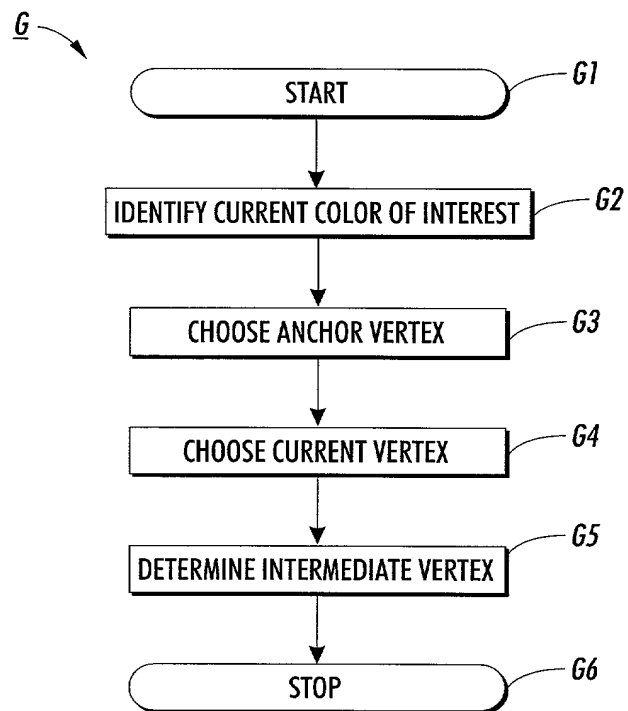 G
START
G1
IDENTIFY CURRENT COLOR OF INTEREST
G2
CHOOSE ANCHOR VERTEX
G3
CHOOSE CURRENT VERTEX
G4
DETERMINE INTERMEDIATE VERTEX
G5
STOP
G6